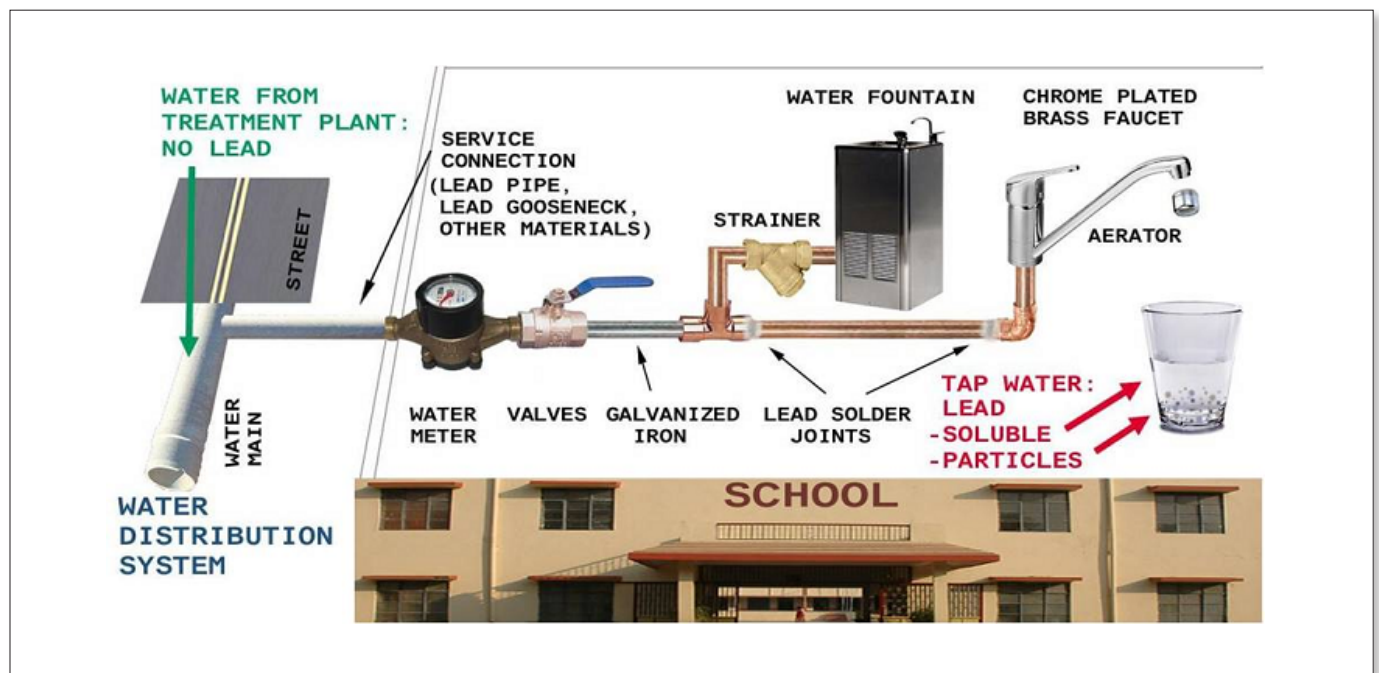 WATER FROM
TREATMENT PLANT:
NO LEAD
STREET
WATER
MAIN
WATER
DISTRIBUTION
SYSTEM
SERVICE
CONNECTION
(LEAD PIPE,
LEAD GOOSENECK,
OTHER MATERIALS)
WATER
METER
VALVES
GALVANIZED
IRON
STRAINER
WATER FOUNTAIN
LEAD SOLDER
JOINTS
CHROME PLATED
BRASS FAUCET
AERATOR
TAP WATER:
LEAD
-SOLUBLE
-PARTICLES
SCHOOL